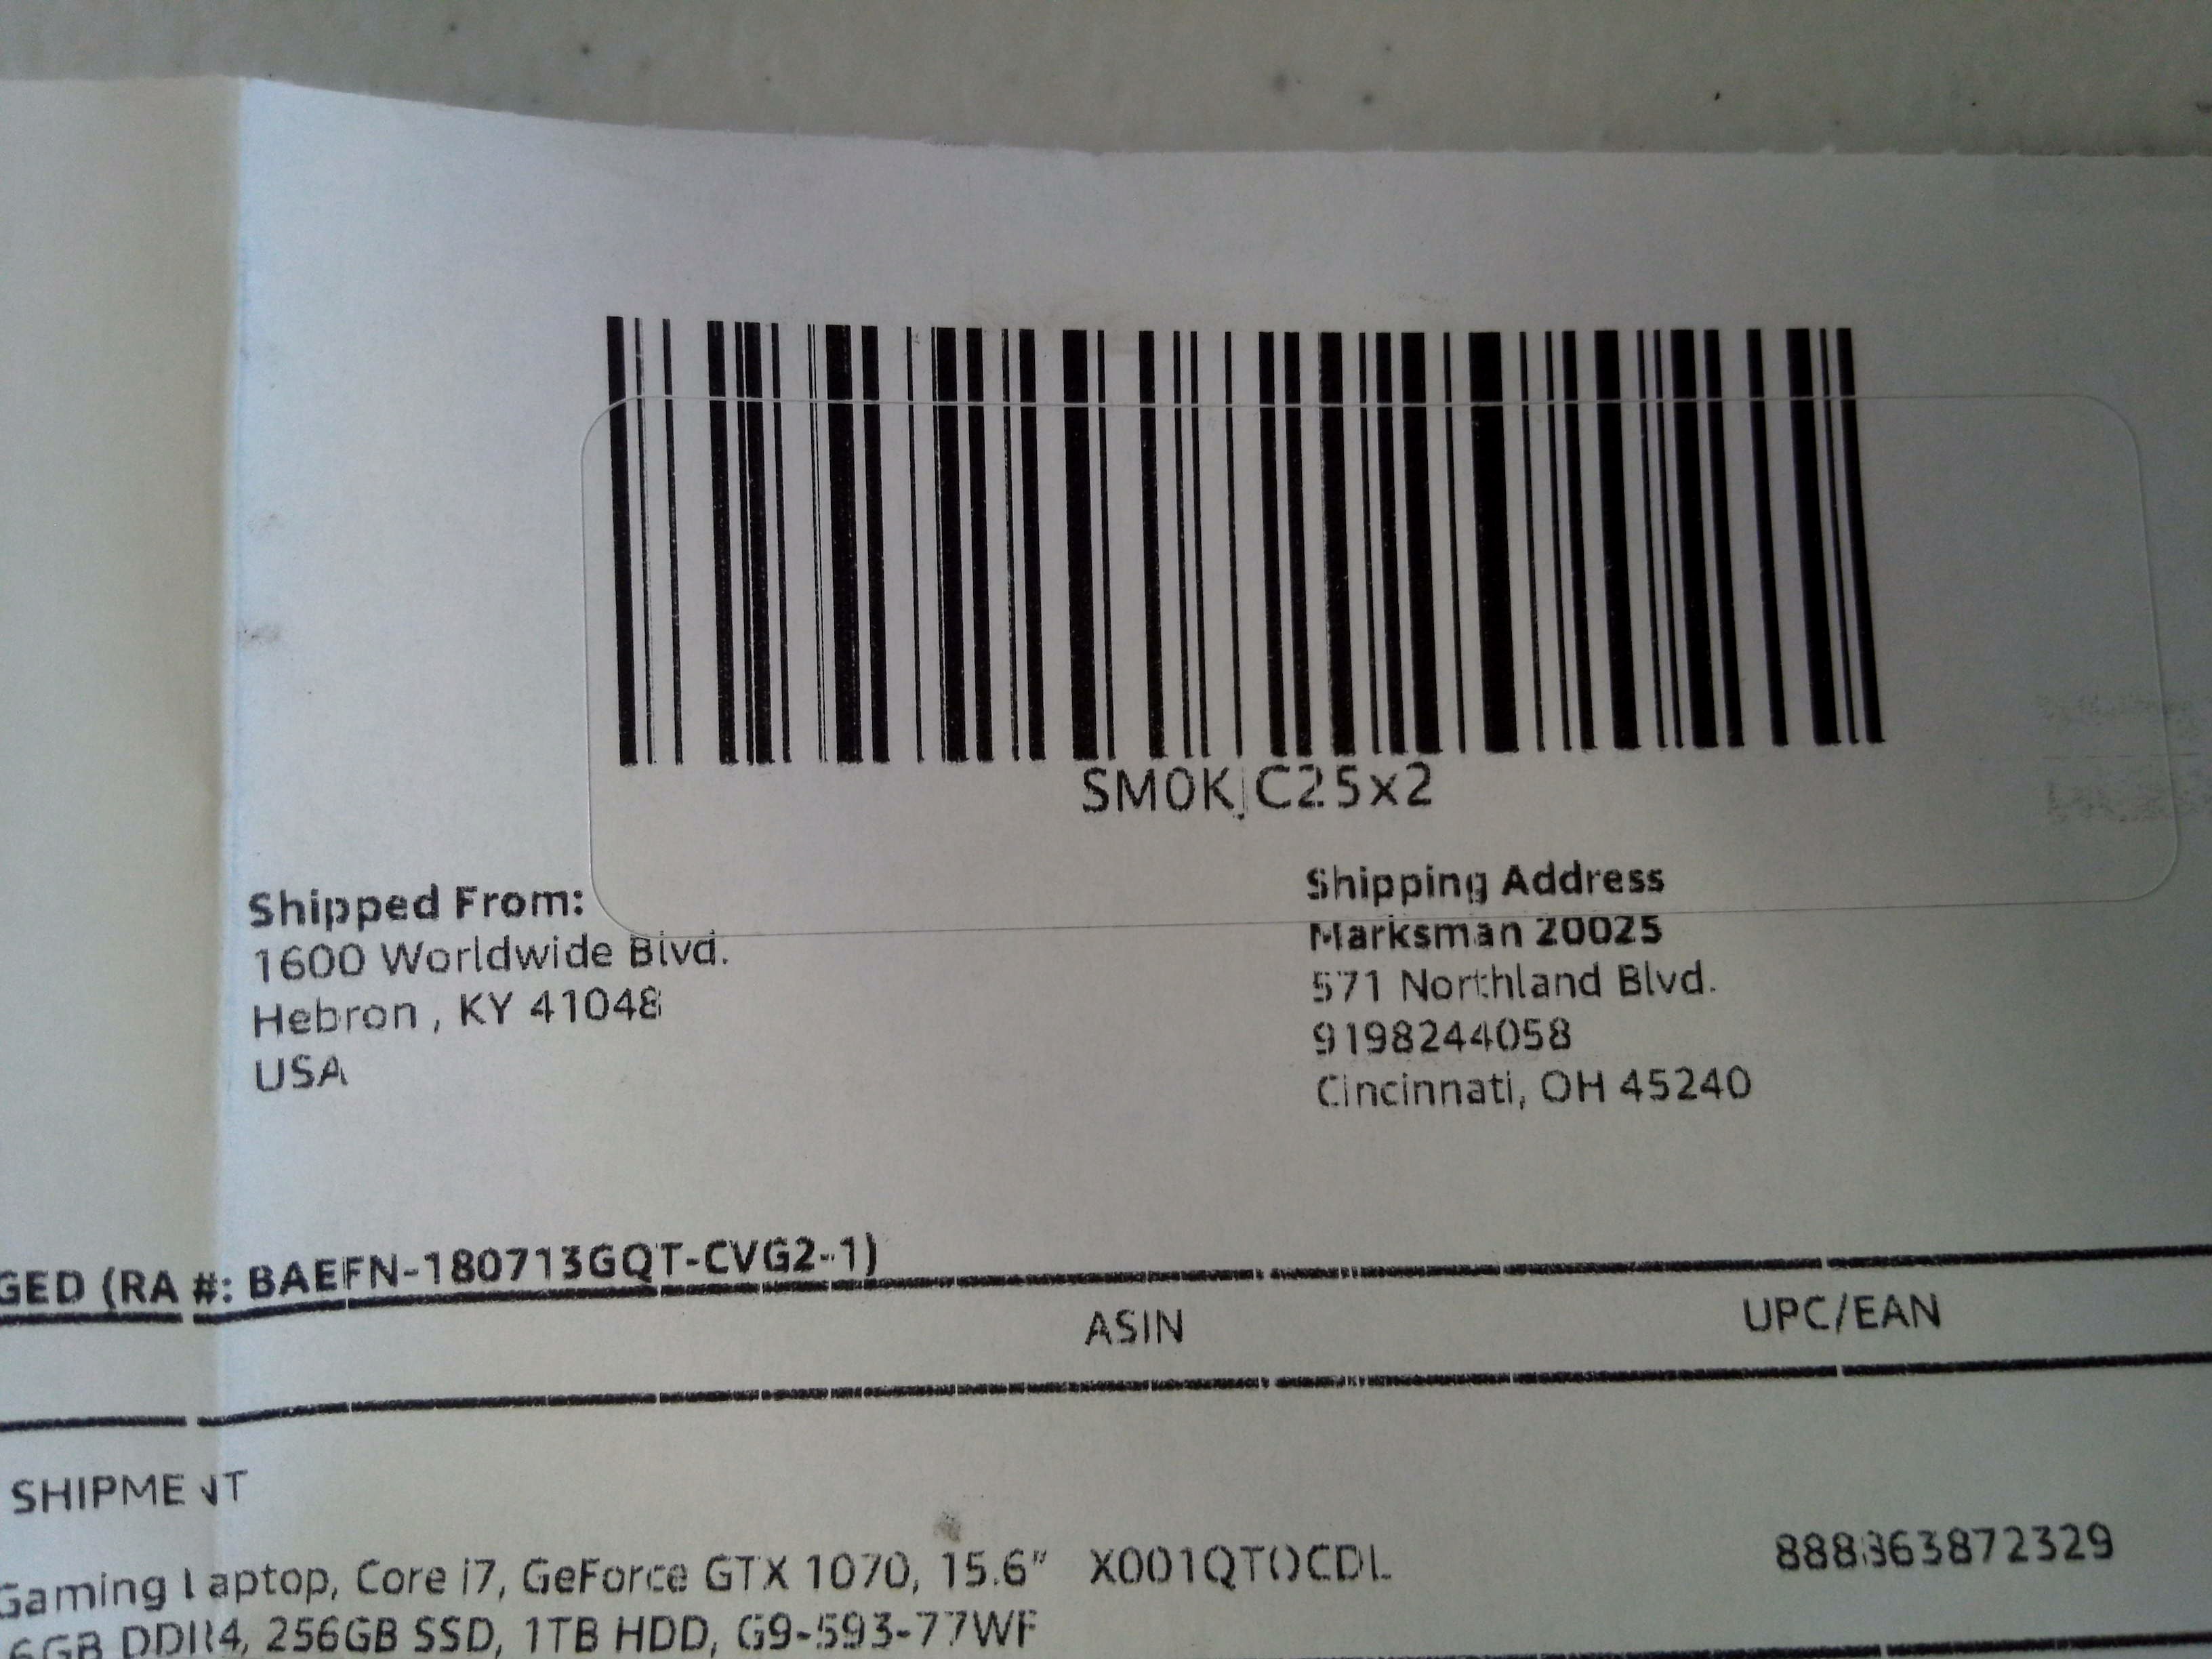 SM0KjC25x2
Shipped From:
1600 Worldwide Blvd.
Hebron , KY 41048
USA
Shipping Address
Marksman 20025
571 Northland Blvd.
9198244058
Cincinnati, OH 45240
GED (RA #: BAEFN-180713GQT-CVG2-1)
ASIN UPC/EAN
SHIPMENT
Gaming Laptop, Core i7, GeForce GTX 1070, 15.6" X001QTOCDL 888863872329
6GB DDR4, 256GB SSD, 1TB HDD, G9-593-77WF